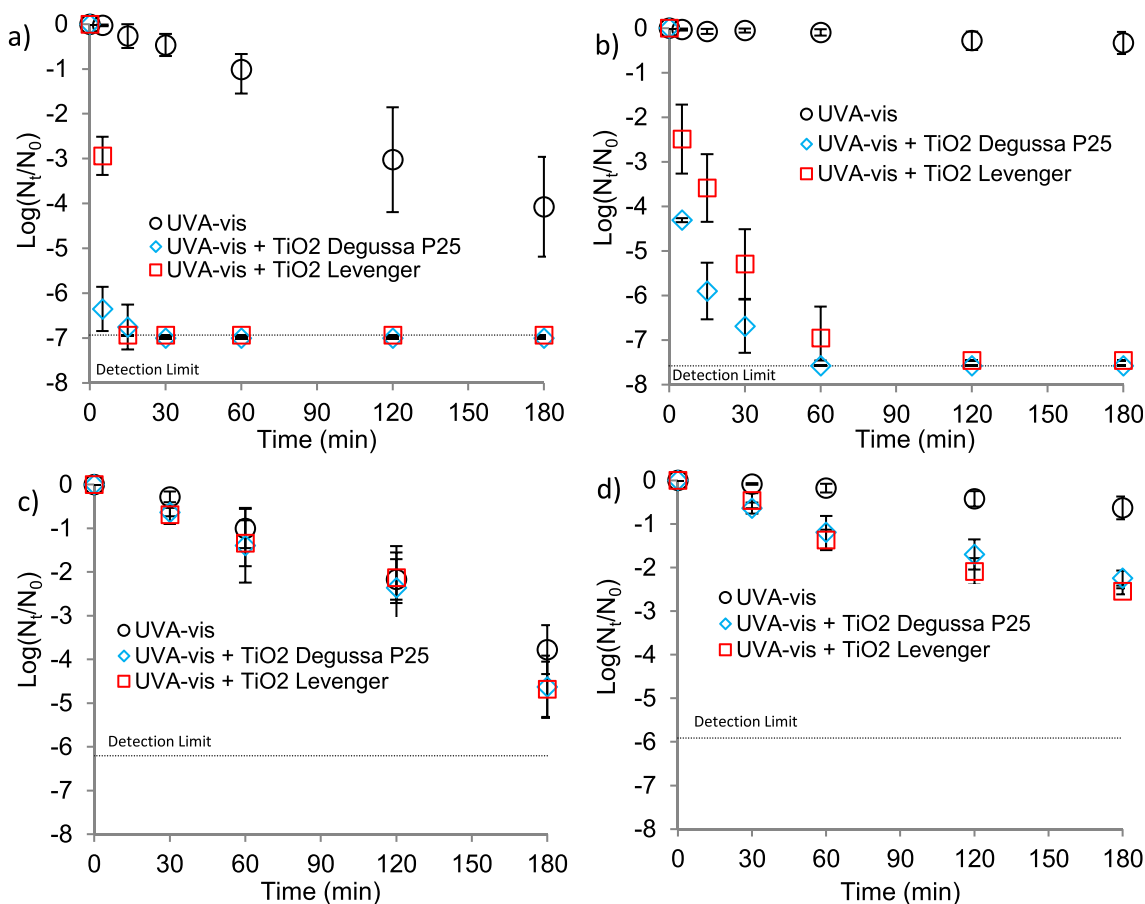 a)
0
-1
-2
-3
-4
-5
-6
-7
-8
Log(Nt/N0)
UVA-vis
UVA-vis + TiO2 Degussa P25
UVA-vis + TiO2 Levenger
Detection Limit
0 30 60 90 120 150 180
Time (min)
b)
0
-1
-2
-3
-4
-5
-6
-7
-8
Log(Nt/N0)
UVA-vis
UVA-vis + TiO2 Degussa P25
UVA-vis + TiO2 Levenger
Detection Limit
0 30 60 90 120 150 180
Time (min)
c)
0
-1
-2
-3
-4
-5
-6
-7
-8
Log(Nt/N0)
UVA-vis
UVA-vis + TiO2 Degussa P25
UVA-vis + TiO2 Levenger
Detection Limit
0 30 60 90 120 150 180
Time (min)
d)
0
-1
-2
-3
-4
-5
-6
-7
-8
Log(Nt/N0)
UVA-vis
UVA-vis + TiO2 Degussa P25
UVA-vis + TiO2 Levenger
Detection Limit
0 30 60 90 120 150 180
Time (min)